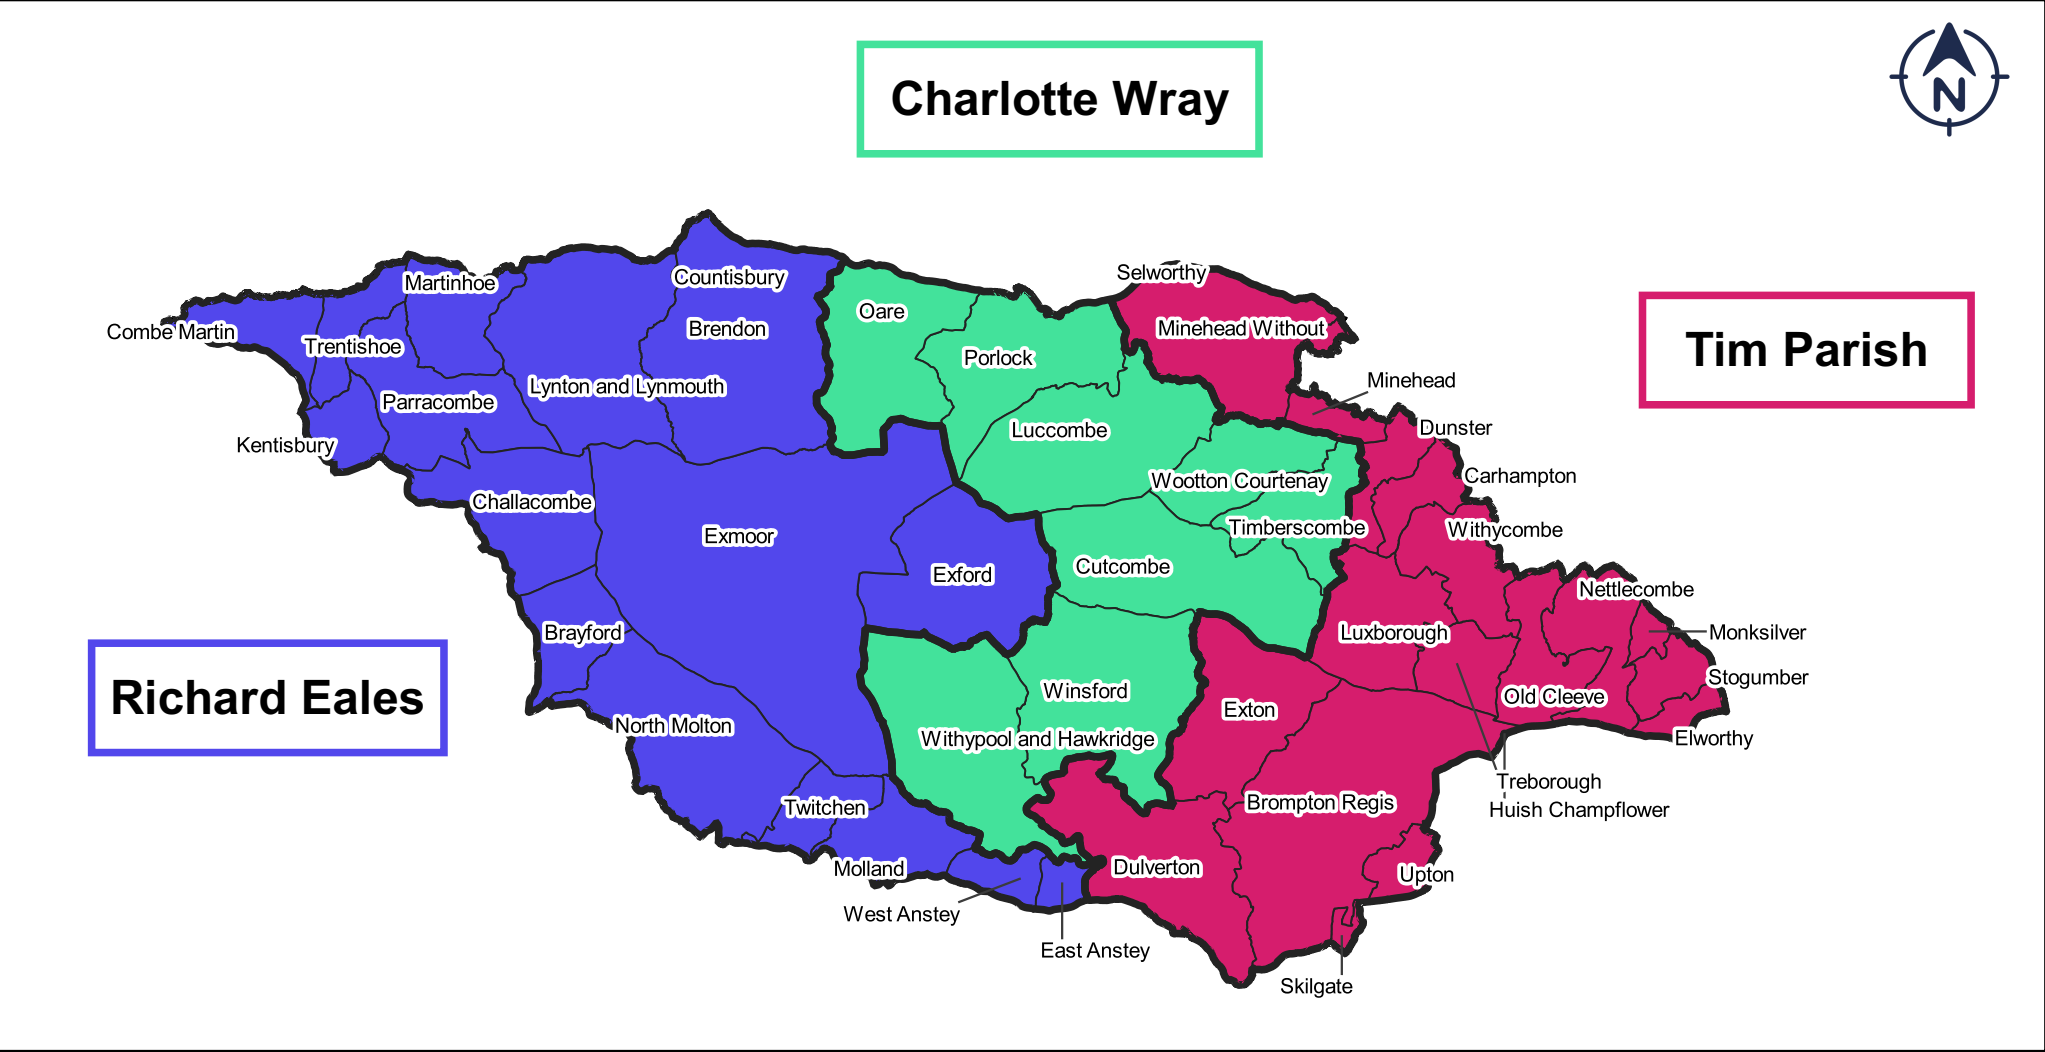 Charlotte Wray
N
Countisbury
Selworthy
Martinhoe
Oare
Combe Martin
Brendon
Minehead Without
Trentishoe
Porlock
Tim Parish
Lynton and Lynmouth
Minehead
Parracombe
Luccombe
Dunster
Kentisbury
Wootton Courtenay
Carhampton
Challacombe
Timberscombe
Withycombe
Exmoor
Cutcombe
Exford
Nettlecombe
Brayford
Luxborough
Monksilver
Winsford
Stogumber
Richard Eales
Old Cleeve
Exton
North Molton
Withypool and Hawkridge
Elworthy
Treborough
Twitchen
Brompton Regis
Huish Champflower
Molland
Dulverton
Upton
West Anstey
East Anstey
Skilgate